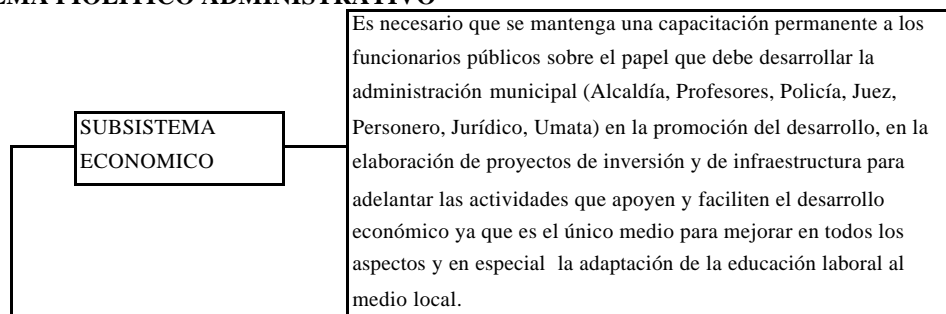 EMA PIOLITICO ADMINISTRATIVO
Es necesario que se mantenga una capacitación permanente a los
funcionarios públicos sobre el papel que debe desarrollar la
administración municipal (Alcaldía, Profesores, Policía, Juez,
SUBSISTEMA
ECONOMICO
Personero, Jurídico, Umata) en la promoción del desarrollo, en la
elaboración de proyectos de inversión y de infraestructura para
adelantar las actividades que apoyen y faciliten el desarrollo
económico ya que es el único medio para mejorar en todos los
aspectos y en especial la adaptación de la educación laboral al
medio local.